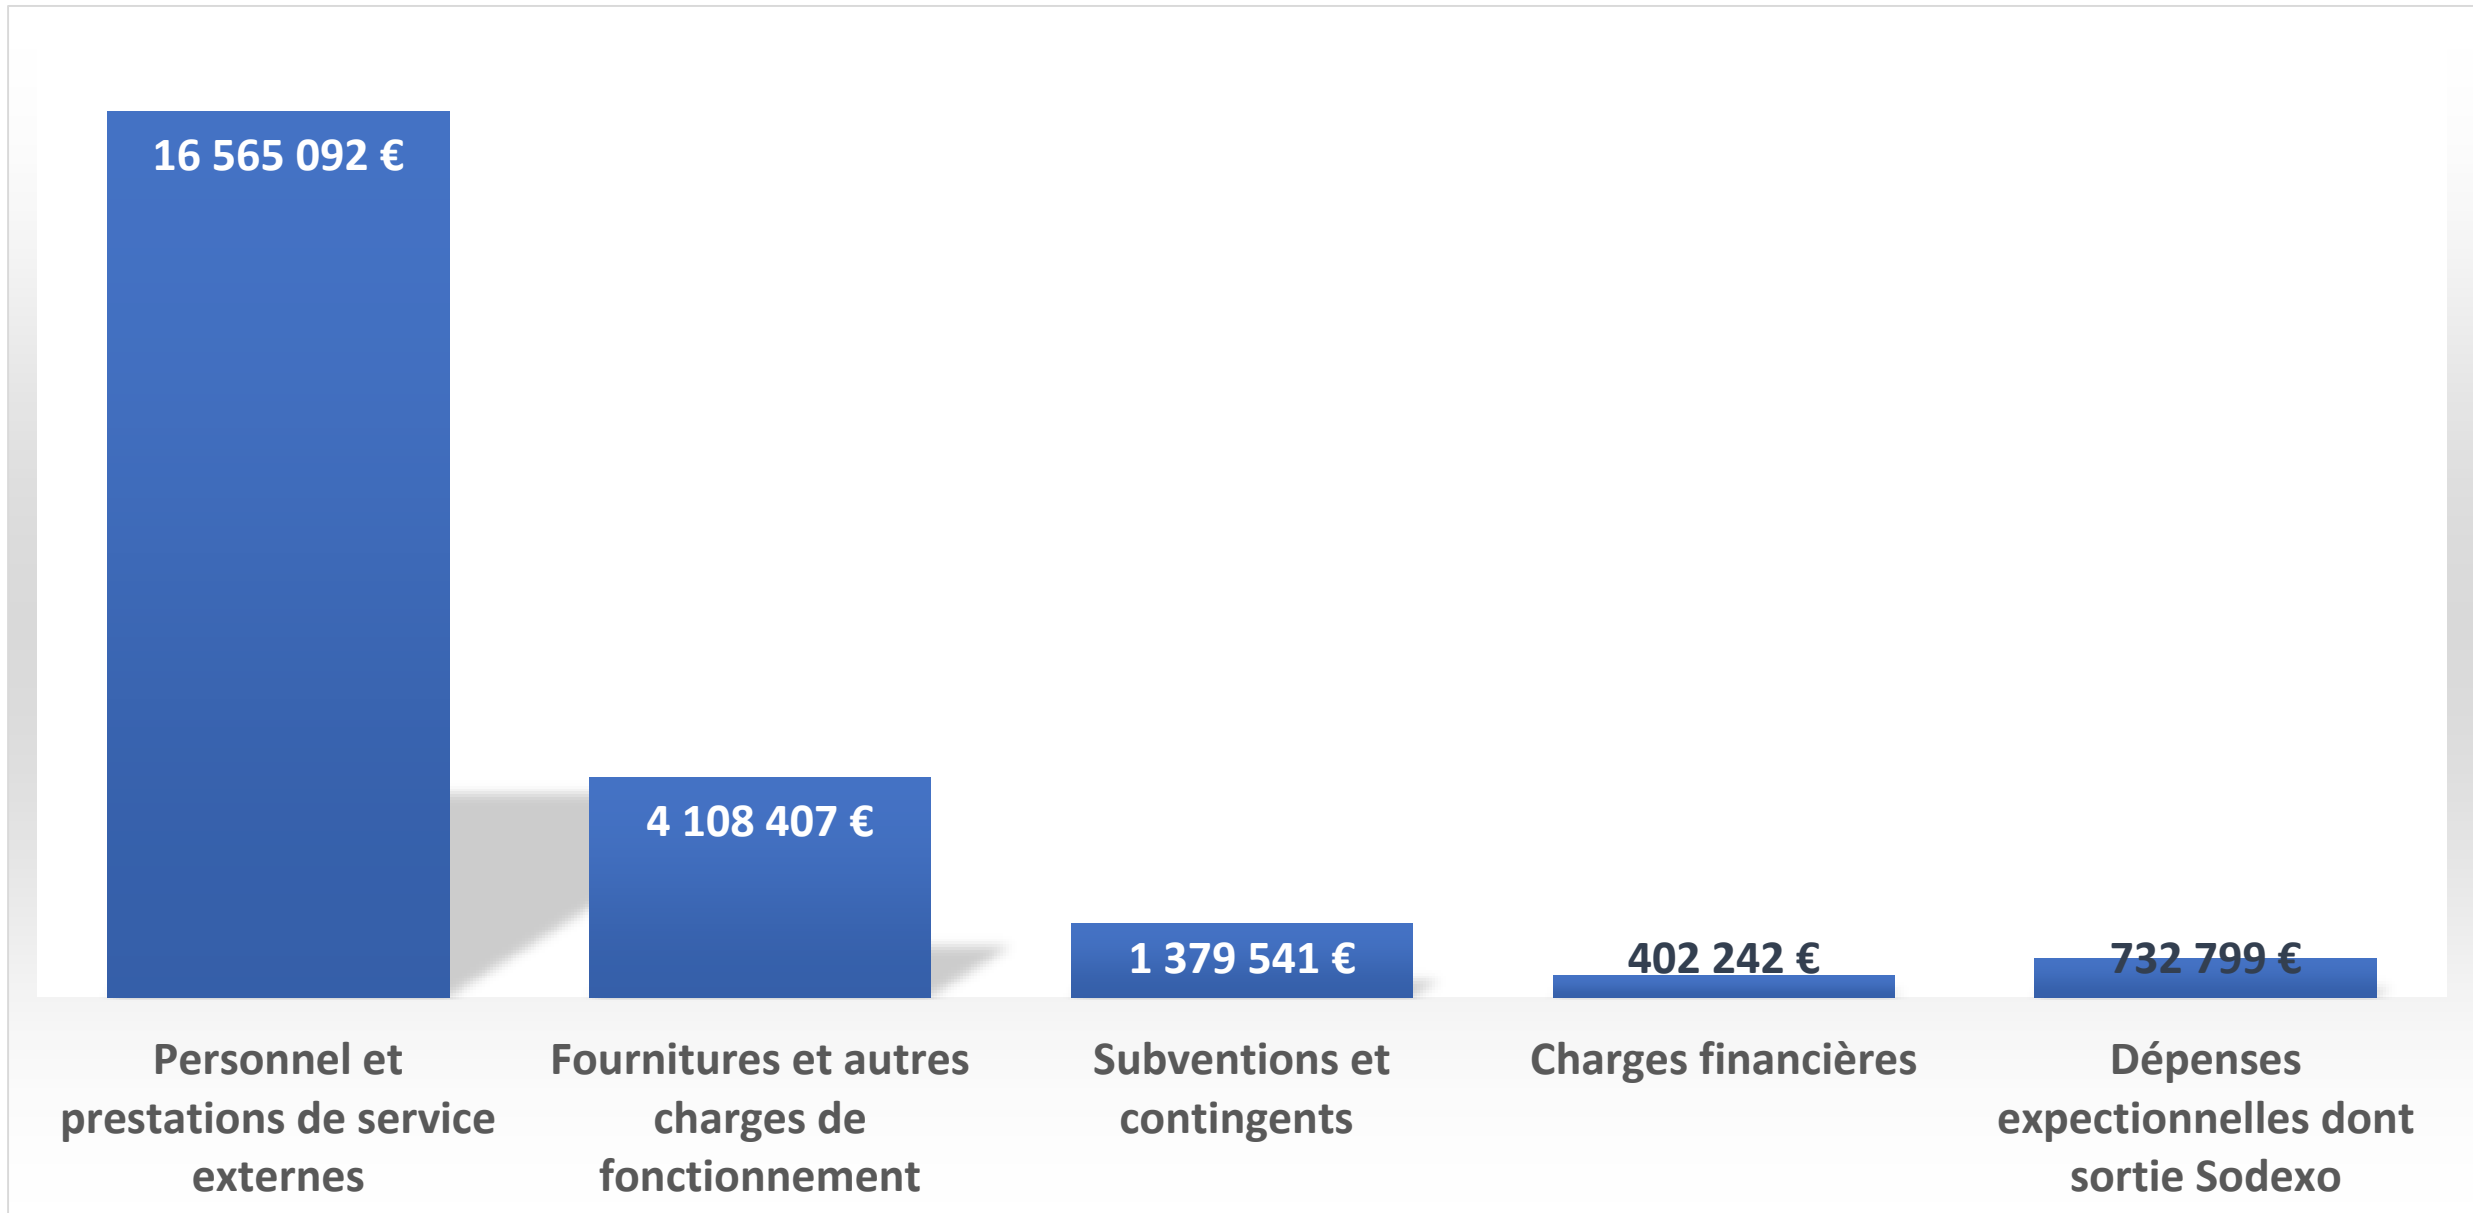 16 565 092 €
4 108 407 €
1 379 541 €
402 242 €
732 799 €
Personnel et
prestations de service
externes
Fournitures et autres
charges de
fonctionnement
Subventions et
contingents
Charges financières
Dépenses
expectionnelles dont
sortie Sodexo